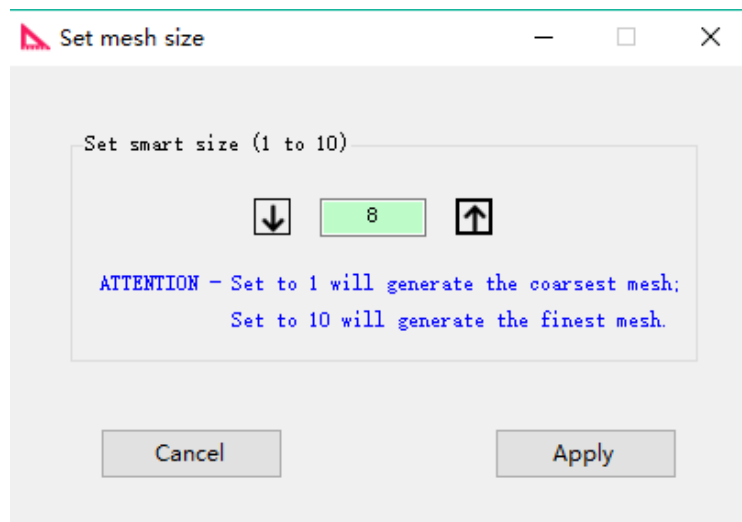 Set mesh size
Set smart size (1 to 10)
8
ATTENTION - Set to 1 will generate the coarsest mesh;
Set to 10 will generate the finest mesh.
Cancel
Apply